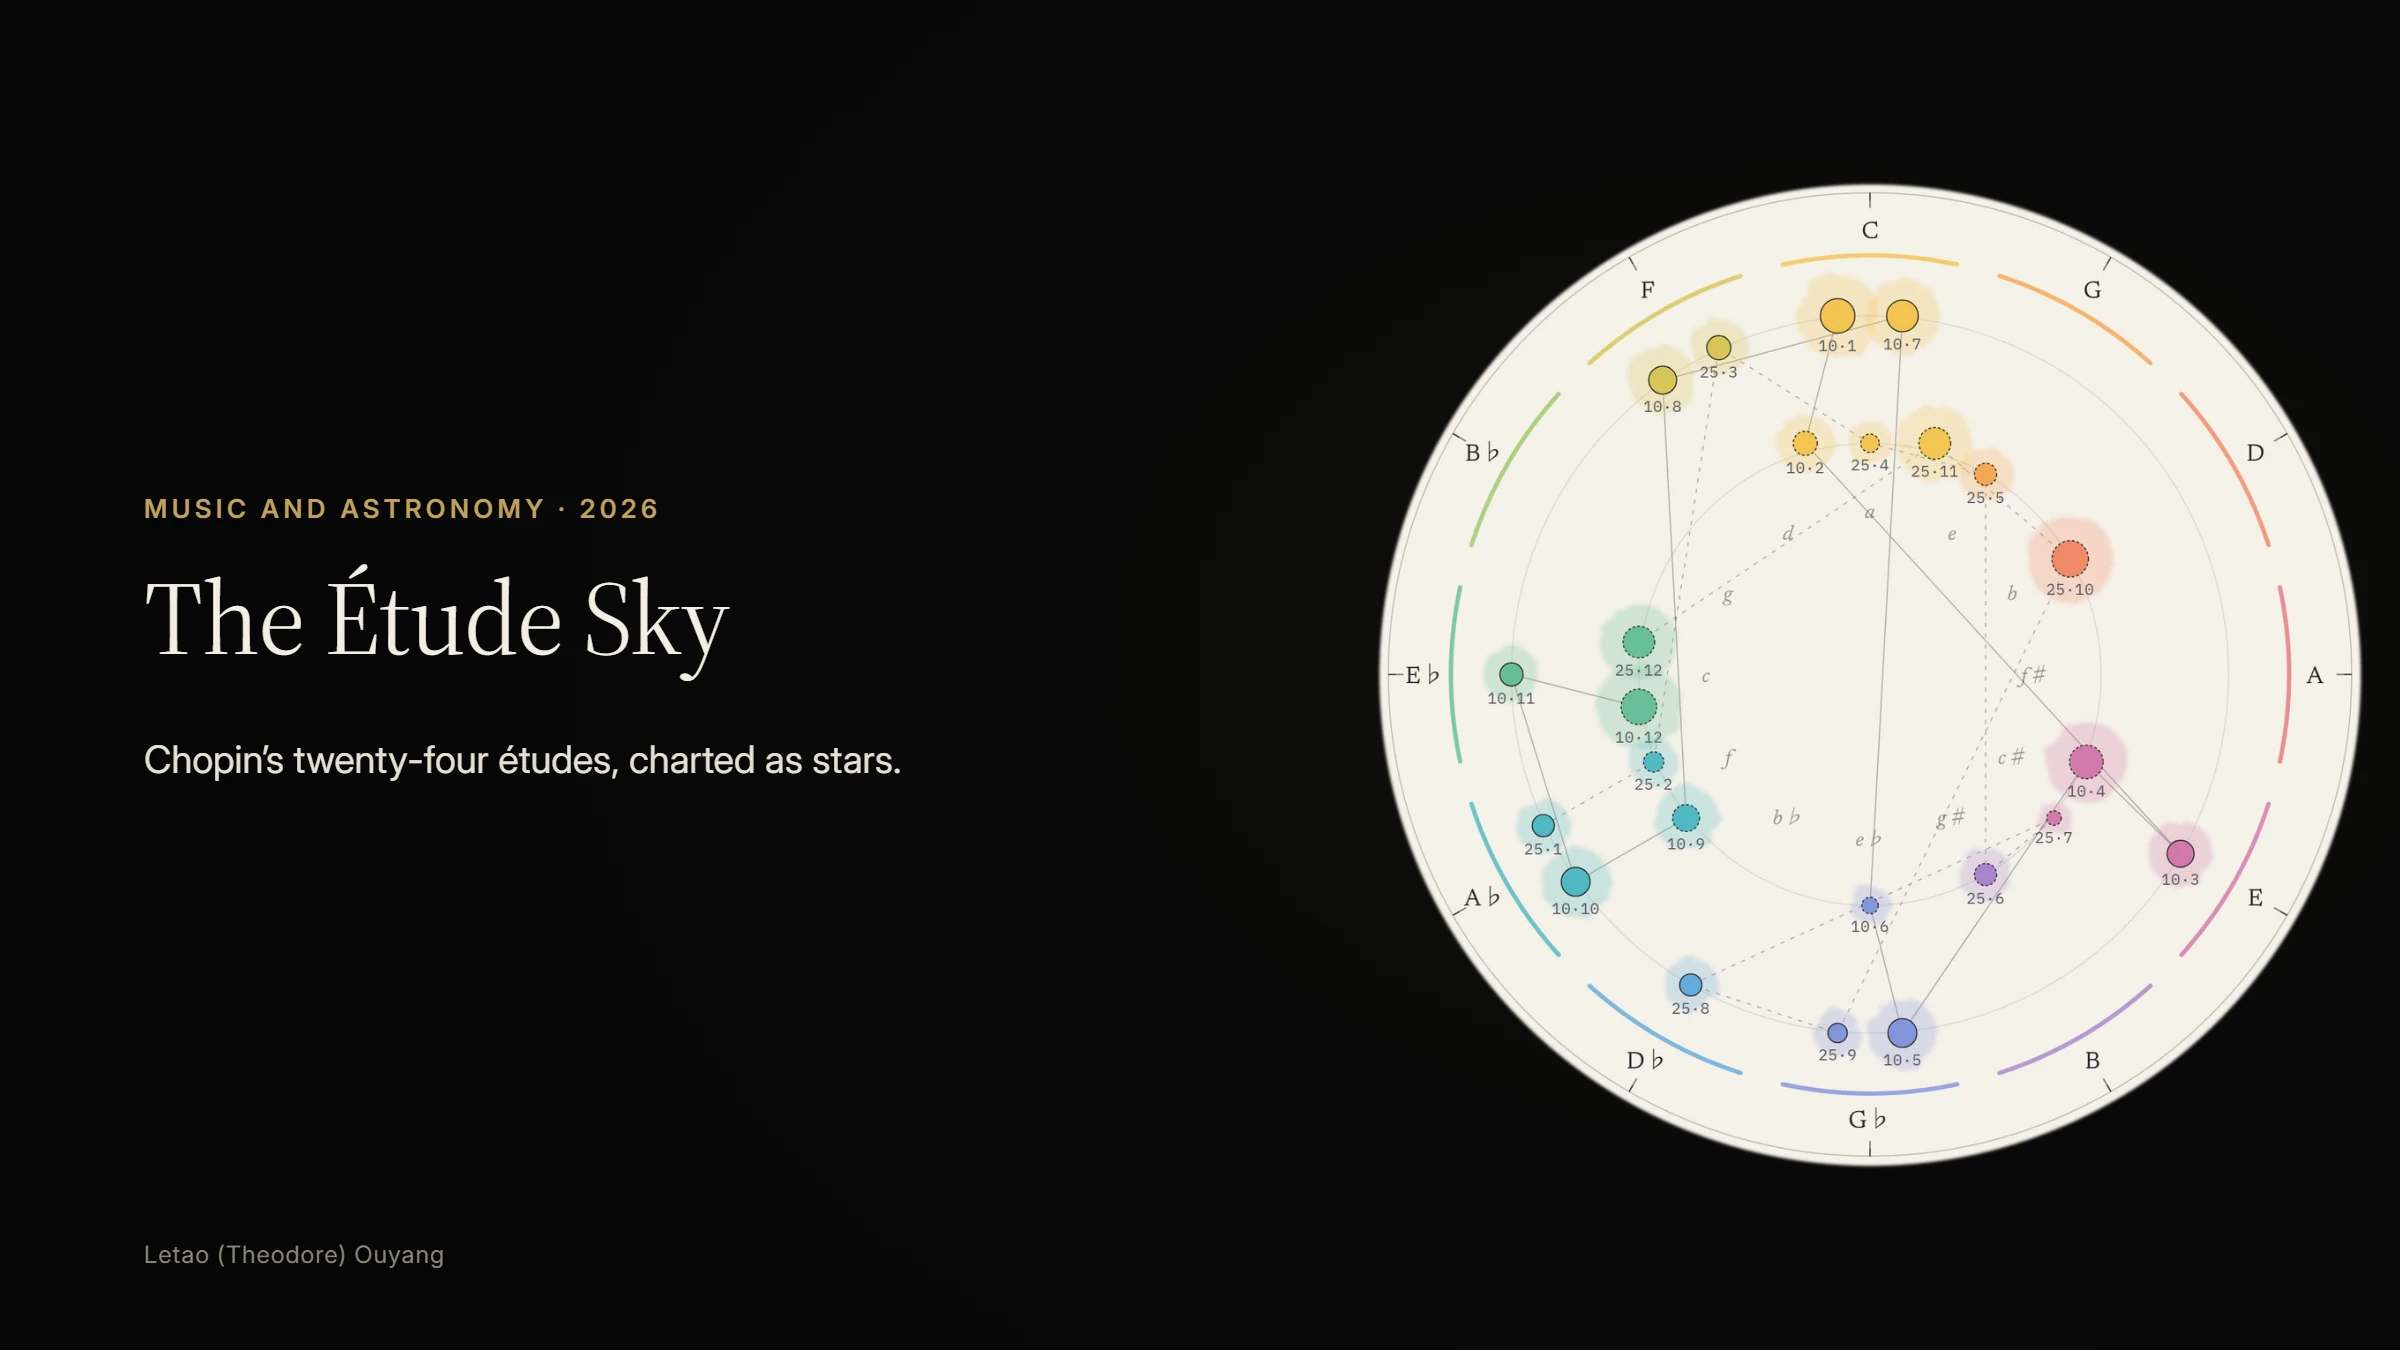 MUSIC AND ASTRONOMY · 2026
The Étude Sky
Chopin’s twenty-four études, charted as stars.
Letao (Theodore) Ouyang
C
F
G
10·1
10·7
25·3
10·8
B♭
D
10·2
25·4
25·11
25·5
a
d
e
25·10
g
b
25·12
E♭
10·11
c
f#
A
10·12
25·2
f
c#
10·4
b♭
g#
25·7
e♭
25·1
10·9
10·3
A♭
10·10
25·6
E
10·6
25·8
25·9
10·5
D♭
B
G♭